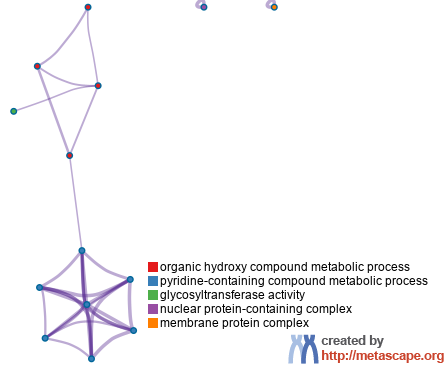 organic hydroxy compound metabolic process
pyridine-containing compound metabolic process
glycosyltransferase activity
nuclear protein-containing complex
membrane protein complex
created by
http://metascape.org